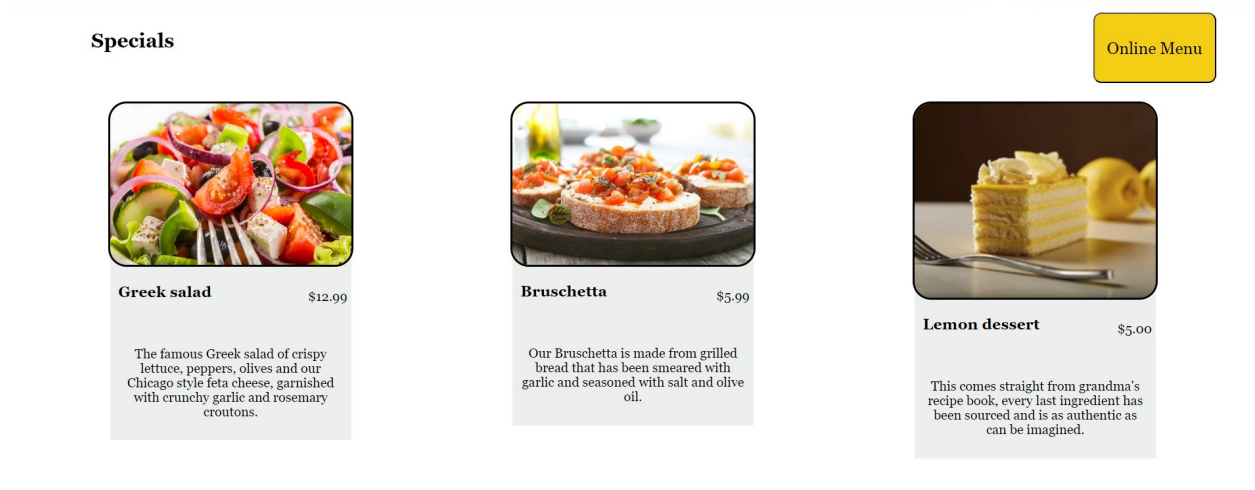 Specials
Online Menu
Greek salad
$12.99
The famous Greek salad of crispy
lettuce, peppers, olives and our
Chicago style feta cheese, garnished
with crunchy garlic and rosemary
croutons.
Bruschetta
$5.99
Our Bruschetta is made from grilled
bread that has been smeared with
garlic and seasoned with salt and olive
oil.
Lemon dessert
$5.00
This comes straight from grandma's
recipe book, every last ingredient has
been sourced and is as authentic as
can be imagined.